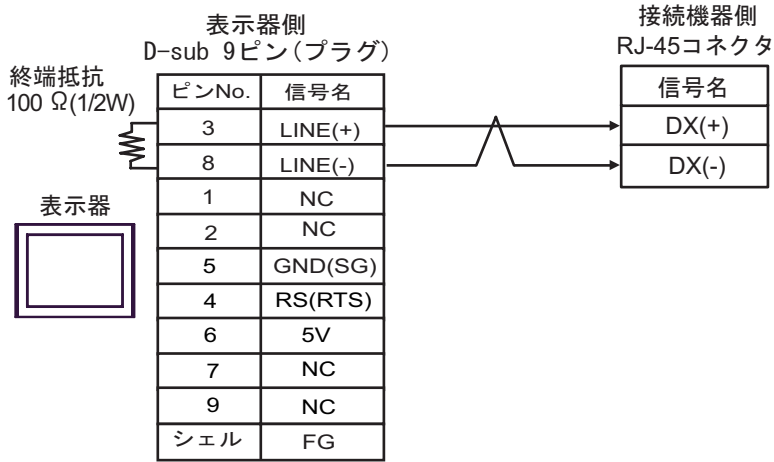 表示器側
D-sub 9ピン(プラグ)
接続機器側
RJ-45コネクタ
終端抵抗
100 Ω(1/2W)
表示器
ピンNo. 信号名
3 LINE(+)
8 LINE(-)
1 NC
2 NC
5 GND(SG)
4 RS(RTS)
6 5V
7 NC
9 NC
シェル FG
信号名
DX(+)
DX(-)